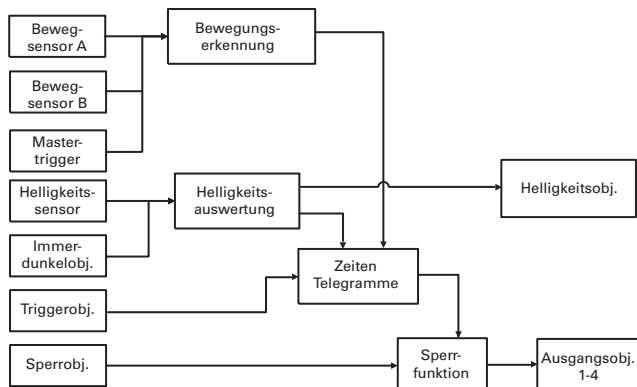 Beweg-
sensor A
Bewegungs-
erkennung
Beweg-
sensor B
Master-
trigger
Helligkeits-
sensor
Helligkeits-
auswertung
Helligkeitsobj.
Immer-
dunkelobj.
Zeiten
Telegramme
Triggerobj.
Sperrobj.
Sperr-
funktion
Ausgangsobj.
1-4